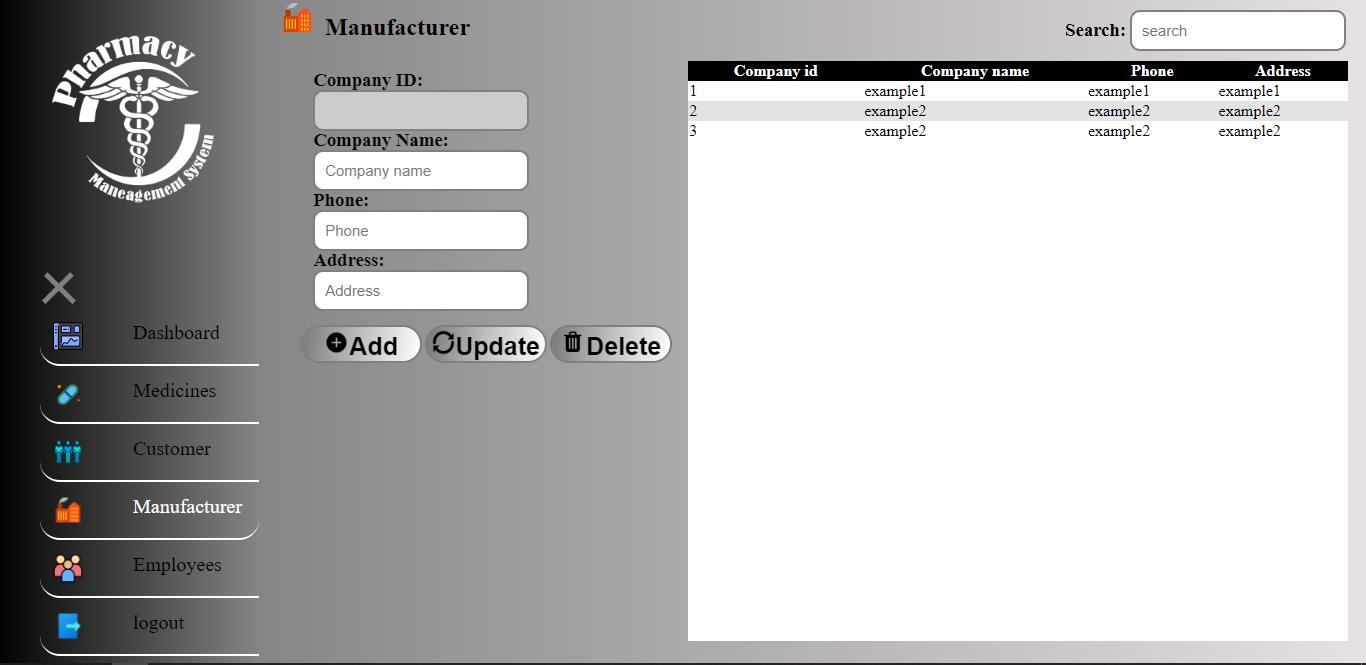 Pharmacy
Maneagement System
Dashboard
Medicines
Customer
Manufacturer
Employees
logout
Manufacturer
Company ID:
Company Name:
Company name
Phone:
Phone
Address:
Address
Add Update Delete
Search: search
Company id Company name Phone Address
1 example1 example1 example1
2 example2 example2 example2
3 example2 example2 example2